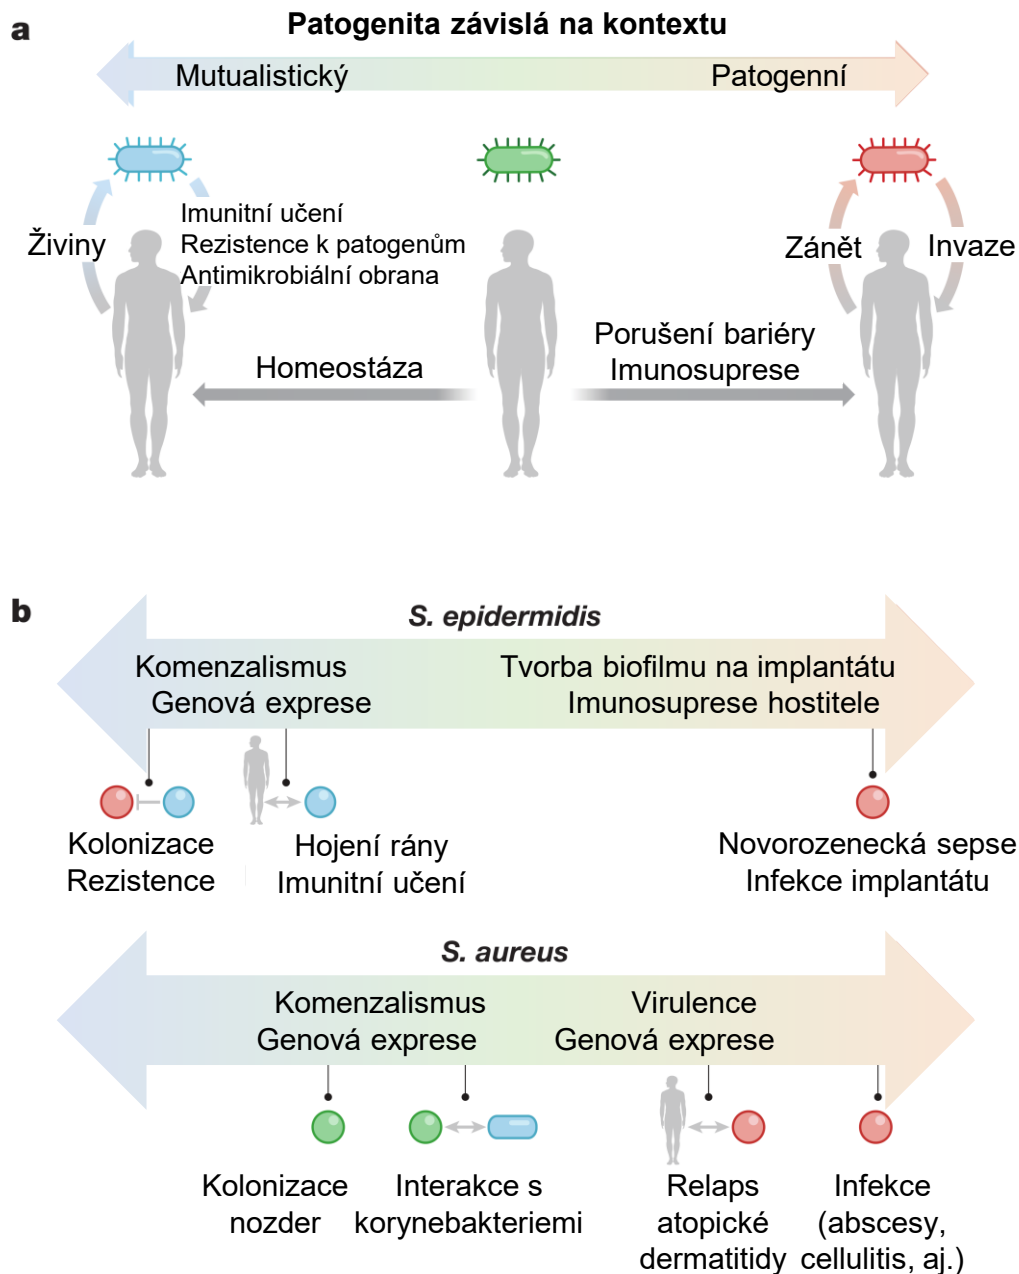 a
Patogenita závislá na kontextu
Mutualistický
Patogenní
Živiny
Imunitní učení
Rezistence k patogenům
Antimikrobiální obrana
Zánět
Invaze
Homeostáza
Porušení bariéry
Imunosuprese
b
S. epidermidis
Komenzalismus
Genová exprese
Tvorba biofilmu na implantátu
Imunosuprese hostitele
Kolonizace
Rezistence
Hojení rány
Imunitní učení
Novorozenecká sepse
Infekce implantátu
S. aureus
Komenzalismus
Genová exprese
Virulence
Genová exprese
Kolonizace
nozder
Interakce s
korynebakteriemi
Relaps
atopické
dermatitidy
Infekce
(abscesy,
cellulitis, aj.)